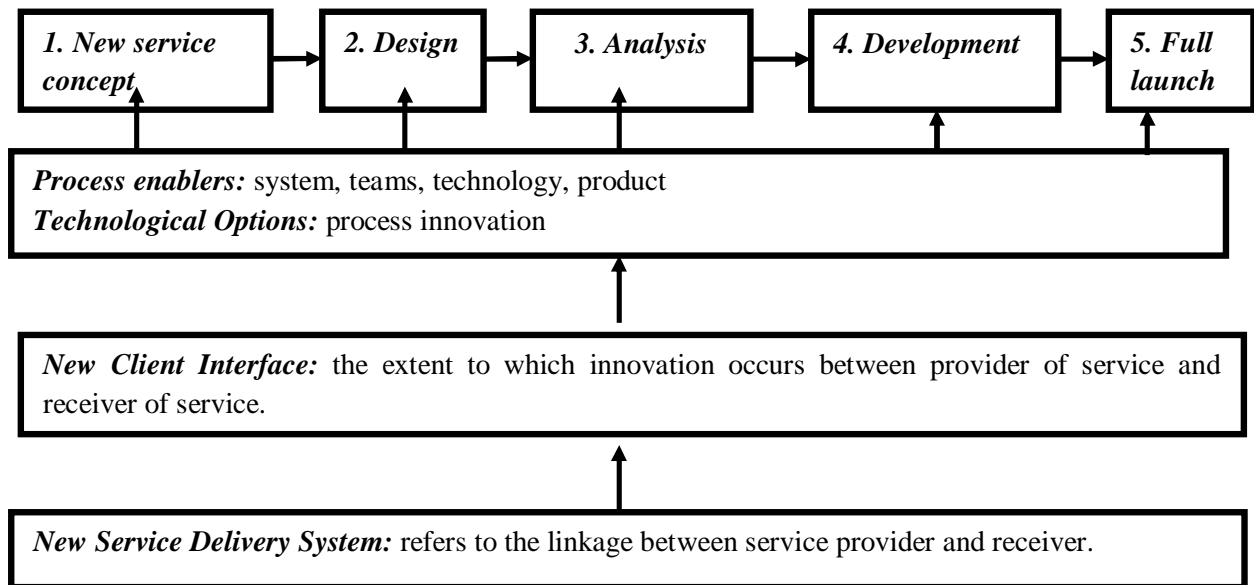 1. New service
concept
2. Design
3. Analysis
4. Development
5. Full
launch
Process enablers: system, teams, technology, product
Technological Options: process innovation
New Client Interface: the extent to which innovation occurs between provider of service and
receiver of service.
New Service Delivery System: refers to the linkage between service provider and receiver.